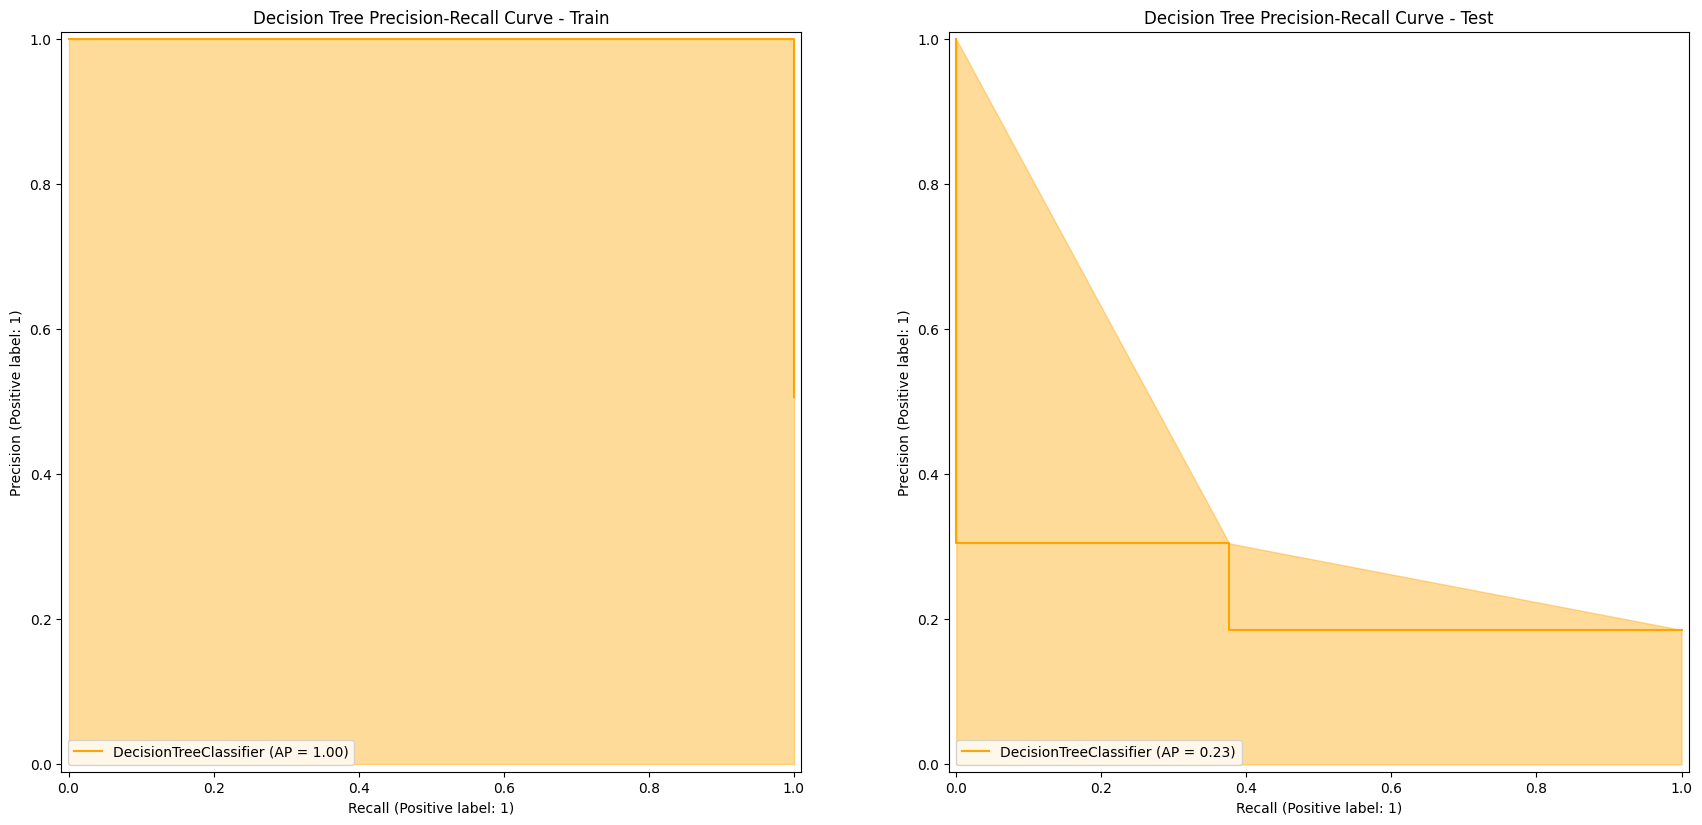 Decision Tree Precision-Recall Curve - Train
1.0
0.8
0.6
0.4
0.2
0.0
Precision (Positive label: 1)
DecisionTreeClassifier (AP = 1.00)
0.0 0.2 0.4 0.6 0.8 1.0
Recall (Positive label: 1)
Decision Tree Precision-Recall Curve - Test
1.0
0.8
0.6
0.4
0.2
0.0
Precision (Positive label: 1)
DecisionTreeClassifier (AP = 0.23)
0.0 0.2 0.4 0.6 0.8 1.0
Recall (Positive label: 1)